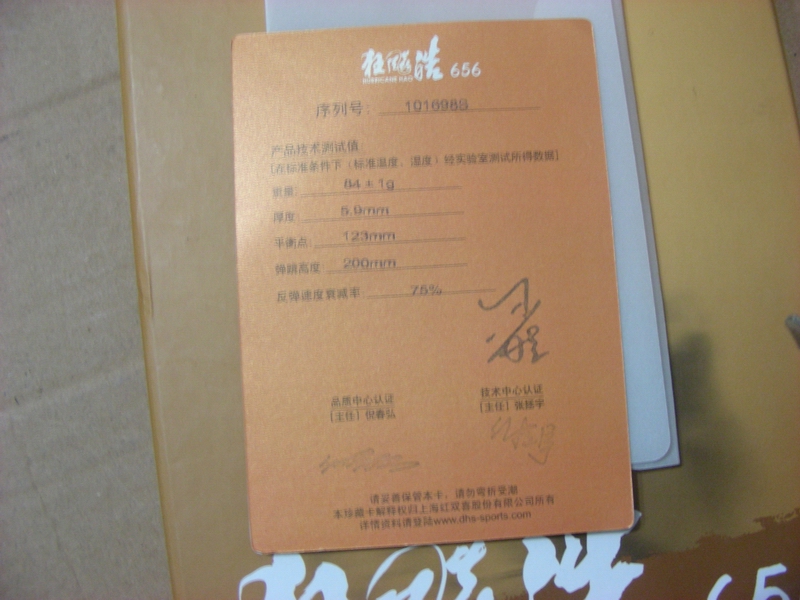 狂飚皓 656
HURRICANE HAO
序列号: 101698S
产品技术测试值:
[在标准条件下(标准温度、湿度)经实验室测试所得数据]
重量: 84±1g
厚度: 5.9mm
平衡点: 123mm
弹跳高度: 200mm
反弹速度衰减率 75%
品质中心认证
[主任] 倪春弘
技术中心认证
[主任] 张扬宇
请妥善保管本卡, 请勿弯折受潮
本珍藏卡解释权归上海红双喜股份有限公司所有
详情资料请登陆www.dhs-sports.com